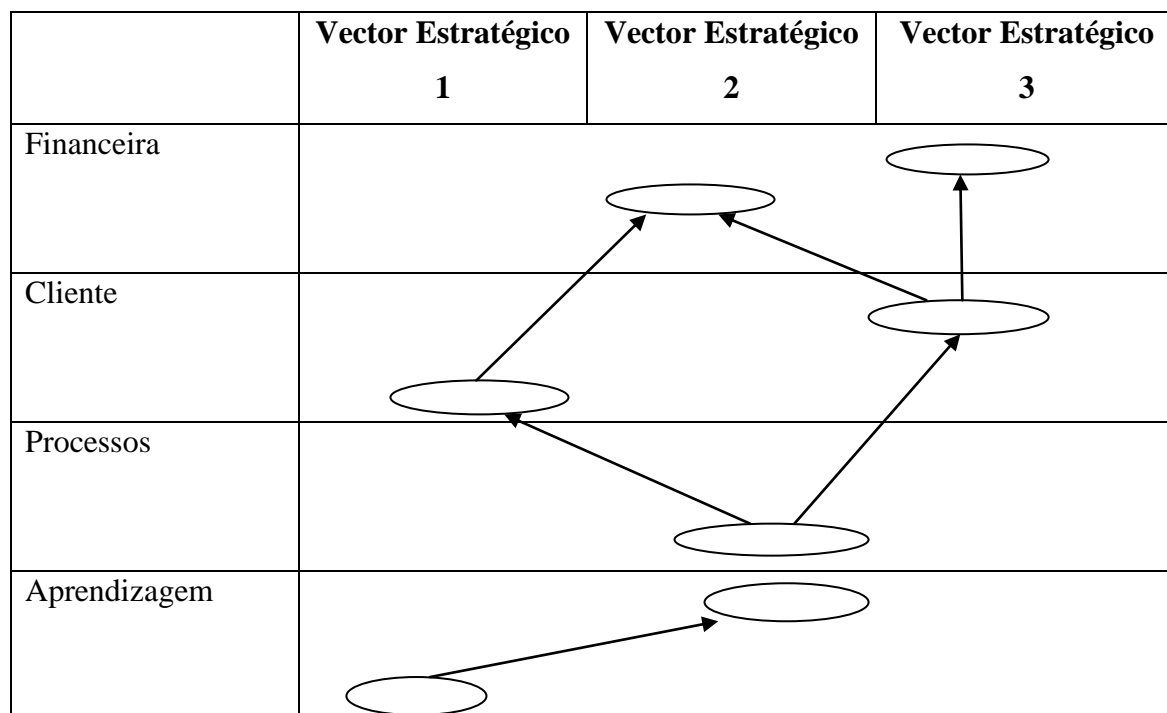 Vector Estratégico Vector Estratégico Vector Estratégico
1 2 3
Financeira
Cliente
Processos
Aprendizagem